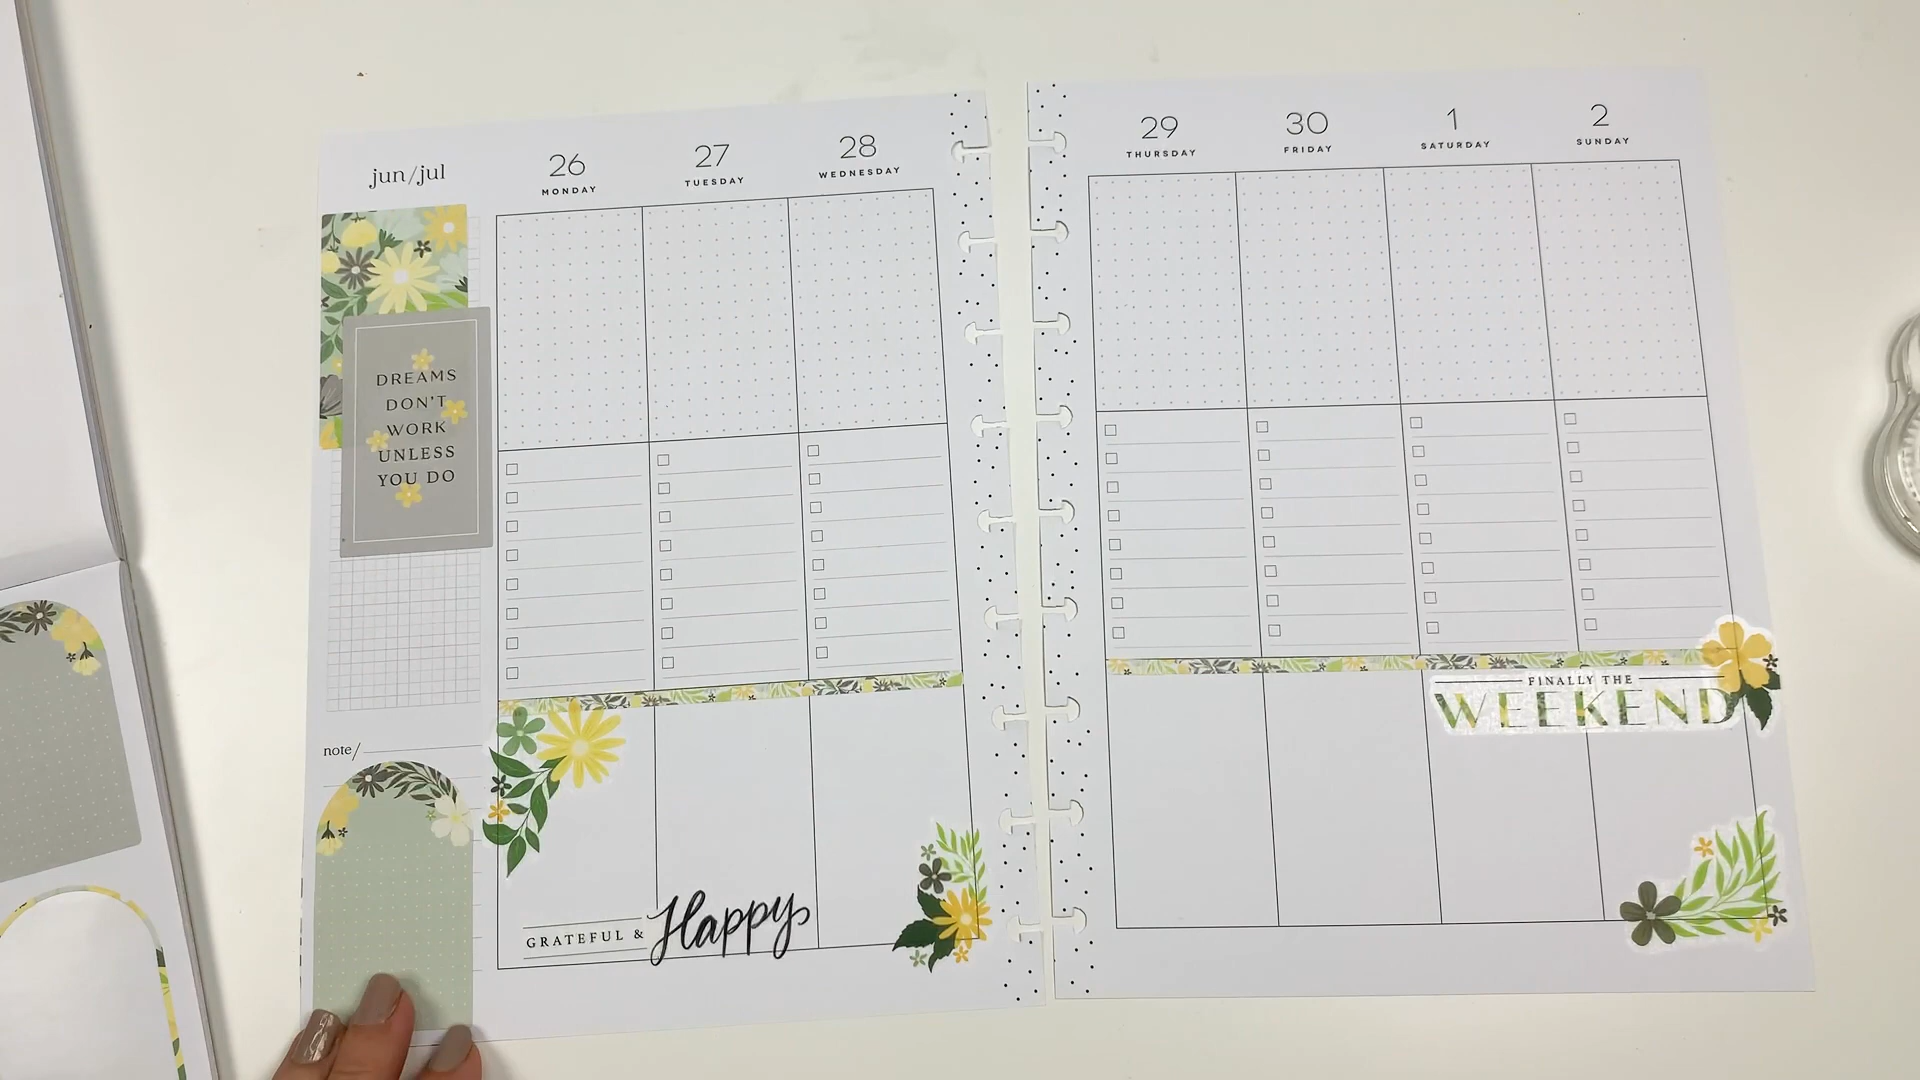 jun/jul
26
MONDAY
27
TUESDAY
28
WEDNESDAY
29
THURSDAY
30
FRIDAY
1
SATURDAY
2
SUNDAY
DREAMS
DON'T
WORK
UNLESS
YOU DO
note/
GRATEFUL & Happy
FINALLY THE
WEEKEND